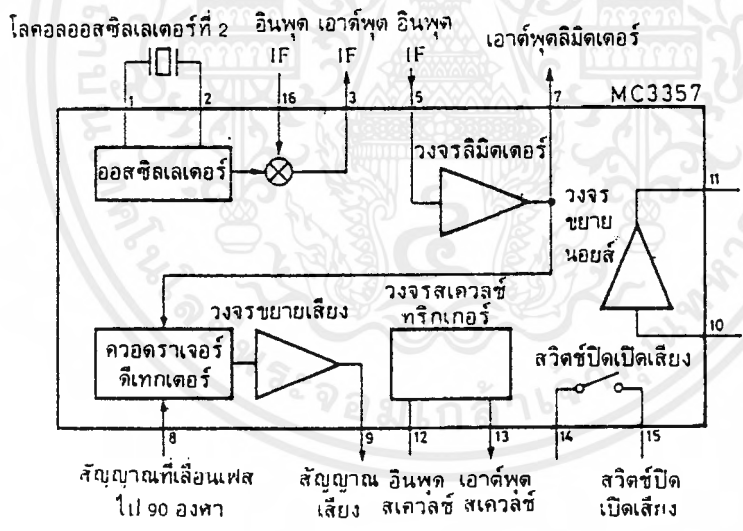 โลคอลออสซิลเลเตอร์ที่ 2
อินพุต เอาต์พุต อินพุต
เอาต์พุตลิมิตเตอร์
IF IF IF
1 2 16 3 5 7 MC3357
ออสซิลเลเตอร์
วงจรลิมิตเตอร์
วงจร
ขยาย
นอยส์
11
10
วงจรขยายเสียง
วงจรสเควลซ์
ทริกเกอร์
ควอดราเจอร์
ดีเทกเตอร์
สวิตช์ปิดเปิดเสียง
8 9 12 13 14 15
สัญญาณที่เลื่อนเฟส
ไป 90 องศา
สัญญาณ
เสียง
อินพุต
สเควลซ์
เอาต์พุต
สเควลซ์
สวิตช์ปิด
เปิดเสียง